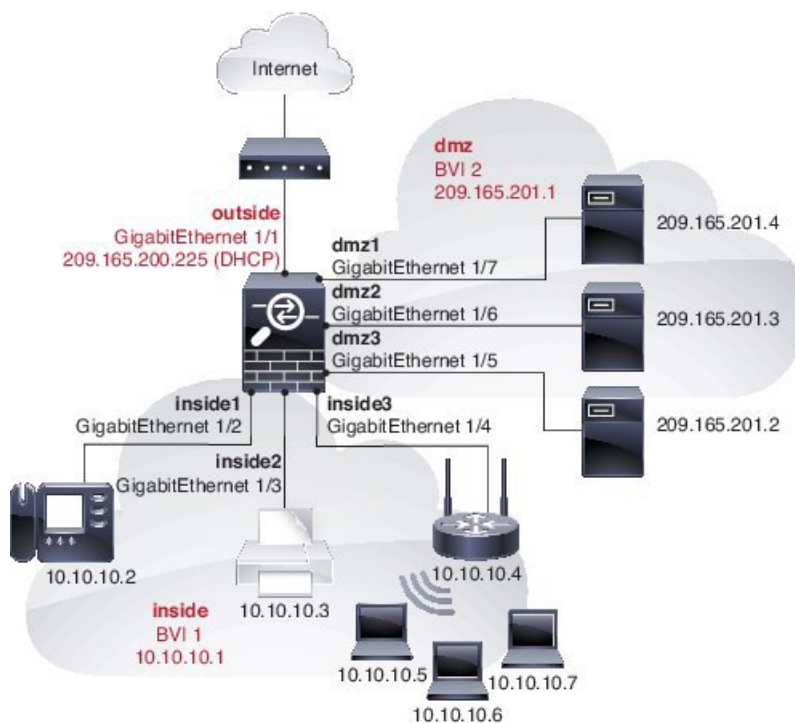 Internet
outside
GigabitEthernet 1/1
209.165.200.225 (DHCP)
dmz
BVI 2
209.165.201.1
dmz1
GigabitEthernet 1/7
209.165.201.4
dmz2
GigabitEthernet 1/6
209.165.201.3
dmz3
GigabitEthernet 1/5
209.165.201.2
inside1
GigabitEthernet 1/2
inside3
GigabitEthernet 1/4
inside2
GigabitEthernet 1/3
10.10.10.2
10.10.10.3
10.10.10.4
inside
BVI 1
10.10.10.1
10.10.10.5
10.10.10.6
10.10.10.7